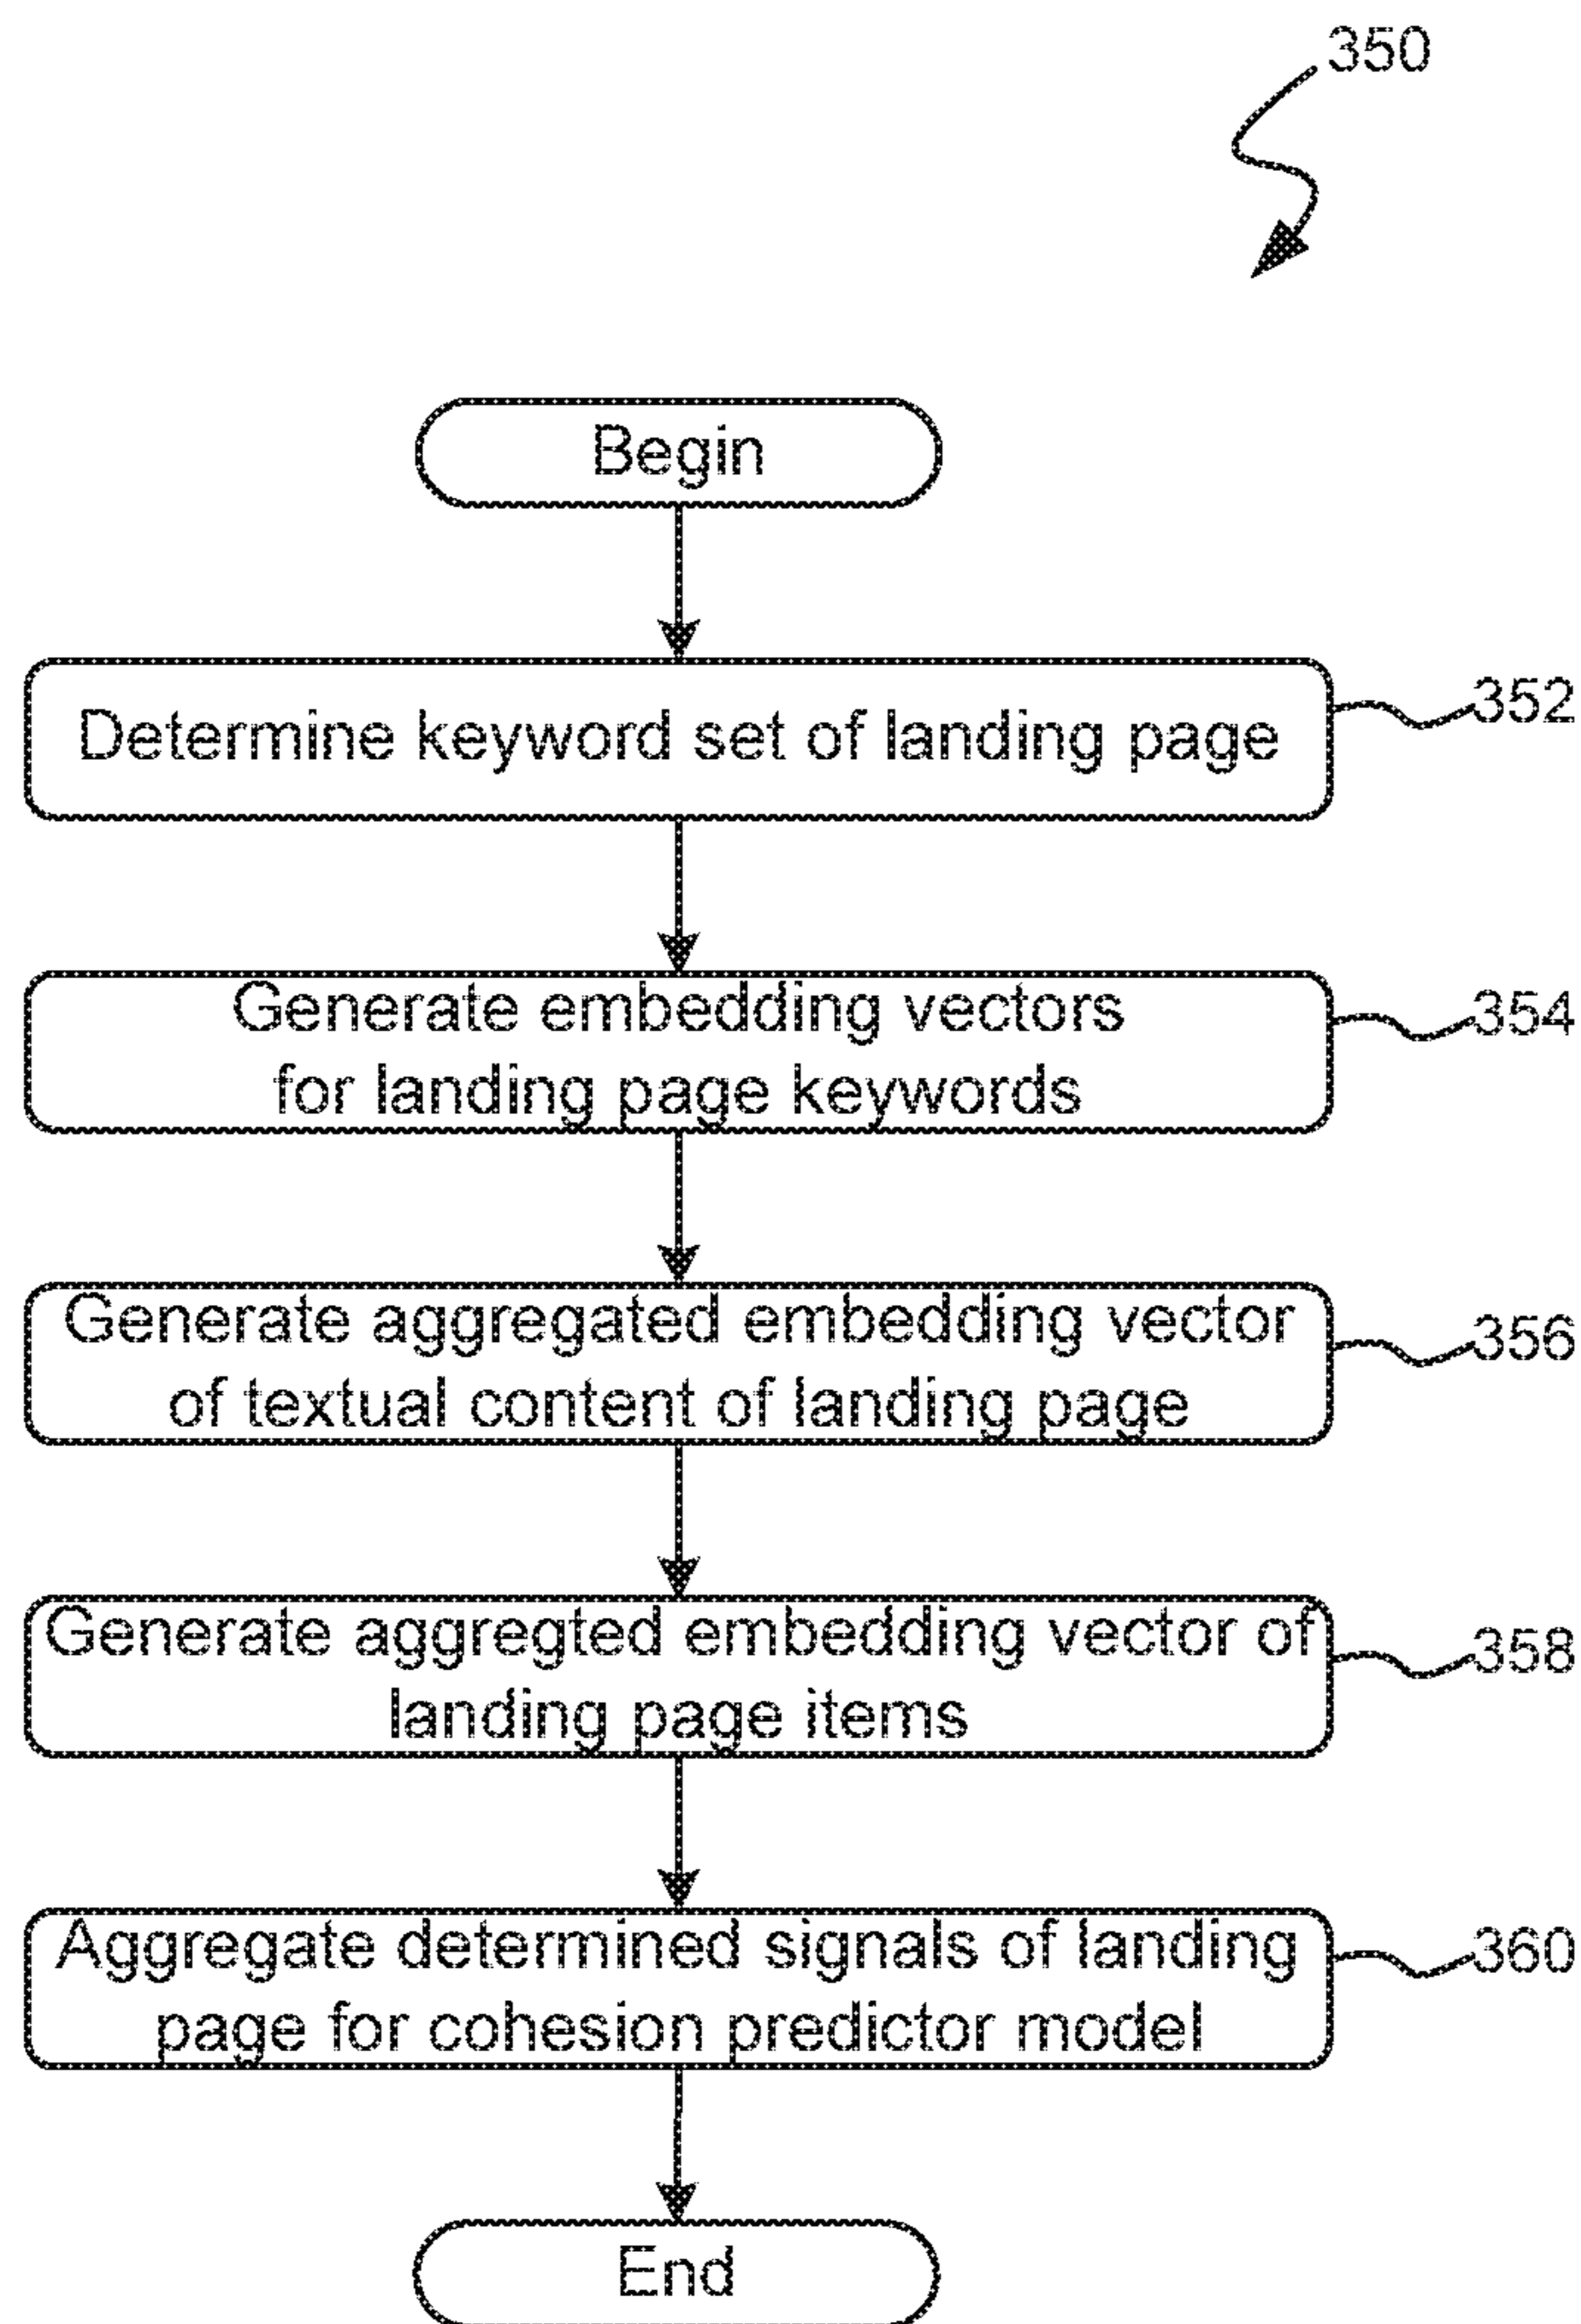 350
Begin
Determine keyword set of landing page
352
Generate embedding vectors
for landing page keywords
354
Generate aggregated embedding vector
of textual content of landing page
356
Generate aggregted embedding vector of
landing page items
358
Aggregate determined signals of landing
page for cohesion predictor model
360
End